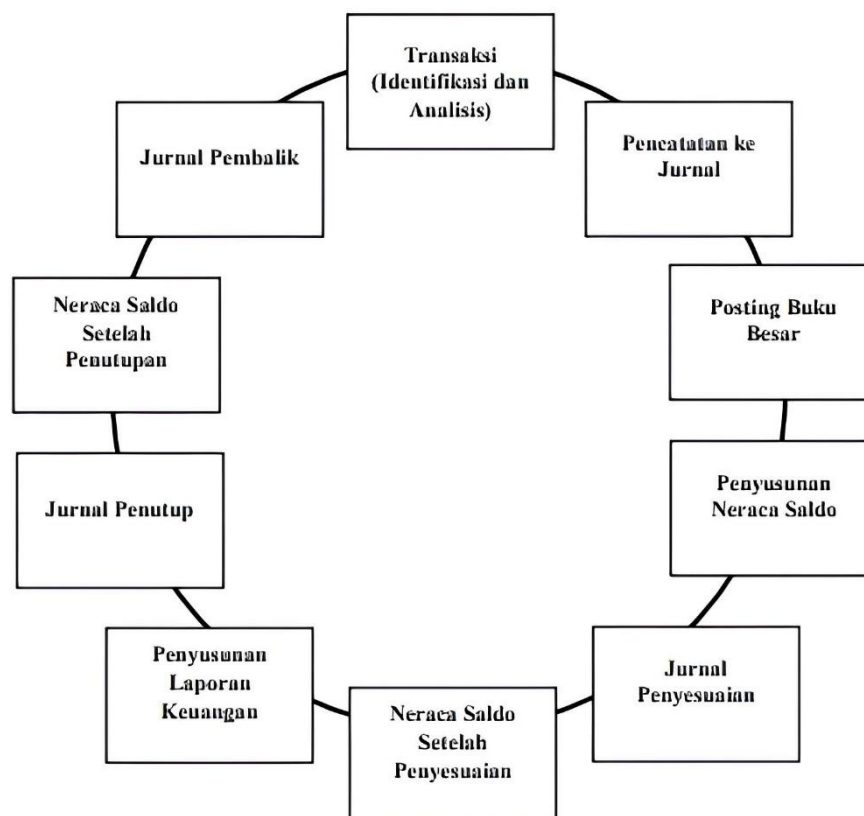 Transaksi
(Identifikasi dan
Analisis)
Pencatatan ke
Jurnal
Posting Buku
Besar
Penyusunan
Neraca Saldo
Jurnal
Penyesuaian
Neraca Saldo
Setelah
Penyesuaian
Penyusunan
Laporan
Keuangan
Jurnal Penutup
Neraca Saldo
Setelah
Penutupan
Jurnal Pembalik